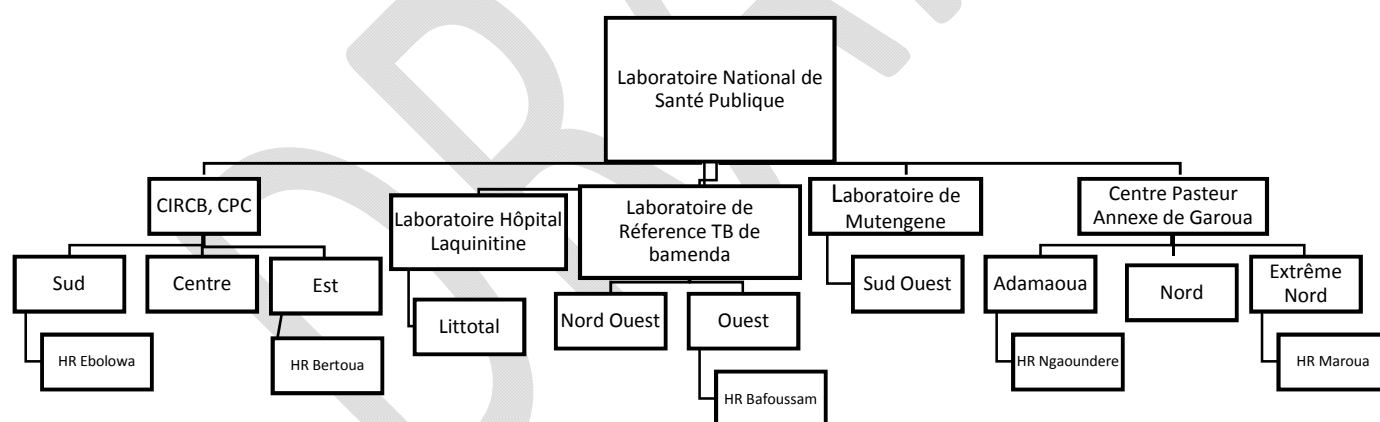 Laboratoire National de
Santé Publique
CIRCB, CPC
Laboratoire Hôpital
Laquinitine
Laboratoire de
Réference TB de
bamenda
Laboratoire de
Mutengene
Centre Pasteur
Annexe de Garoua
Sud
Centre
Est
Littotal
Nord Ouest
Ouest
Sud Ouest
Adamaoua
Nord
Extrême
Nord
HR Ebolowa
HR Bertoua
HR Bafoussam
HR Ngaoundere
HR Maroua